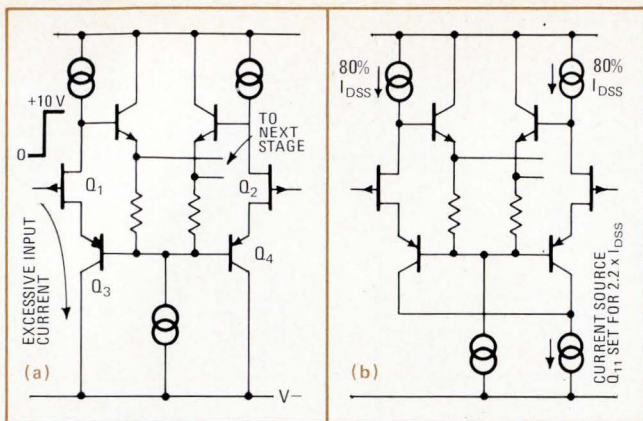 +10 V
0
Q1
EXCESSIVE INPUT
CURRENT
Q3
(a)
TO
NEXT
STAGE
Q2
Q4
V–
80%
IDSS
80%
IDSS
CURRENT SOURCE
Q11 SET FOR 2.2 x IDSS
(b)